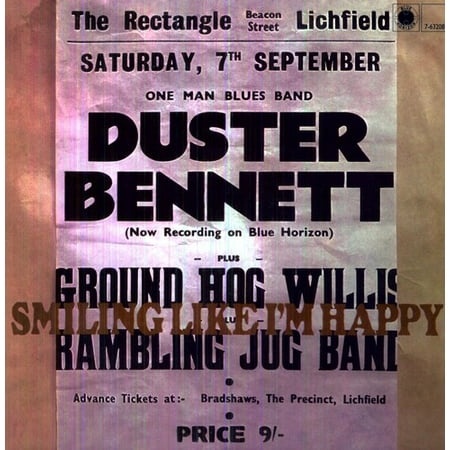 The Rectangle Beacon Street Lichfield
7-63208
SATURDAY, 7TH SEPTEMBER
ONE MAN BLUES BAND
DUSTER
BENNETT
(Now Recording on Blue Horizon)
– PLUS –
GROUND HOG WILLIS
SMILING LIKE I'M HAPPY
RAMBLING JUG BAND
Advance Tickets at :- Bradshaws, The Precinct, Lichfield
PRICE 9/-